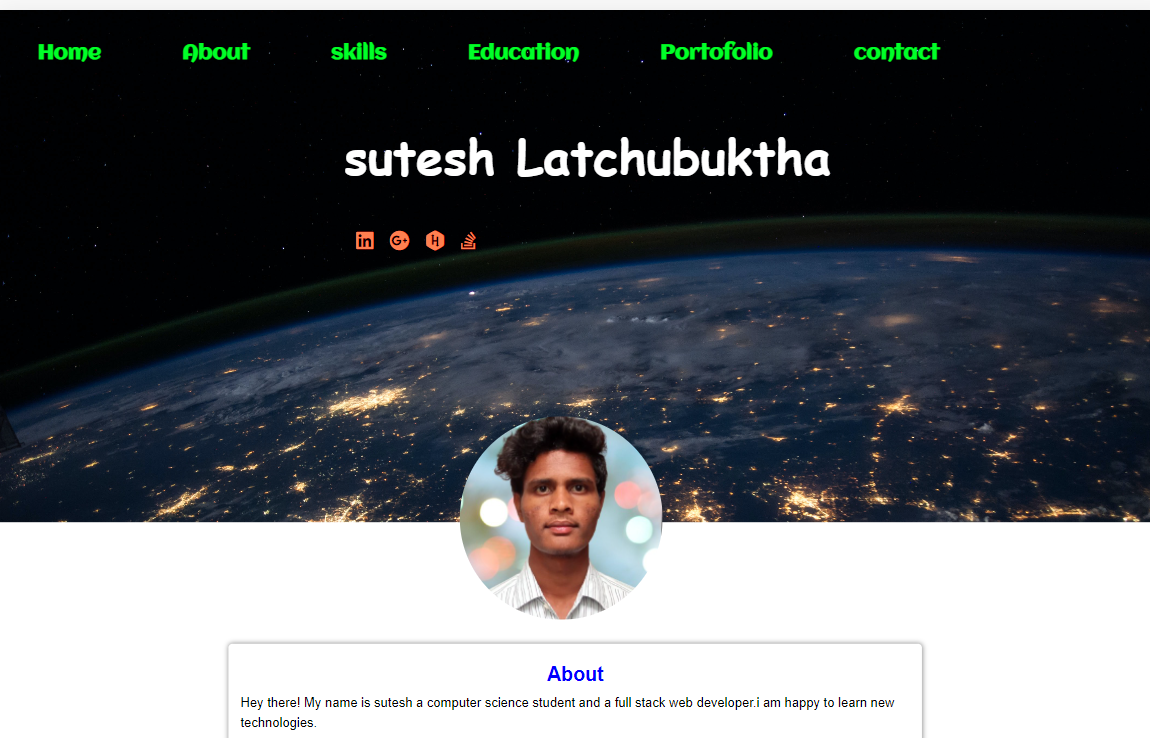 Home About skills Education Portofolio contact
sutesh Latchubuktha
in G+ H
About
Hey there! My name is sutesh a computer science student and a full stack web developer.i am happy to learn new
technologies.